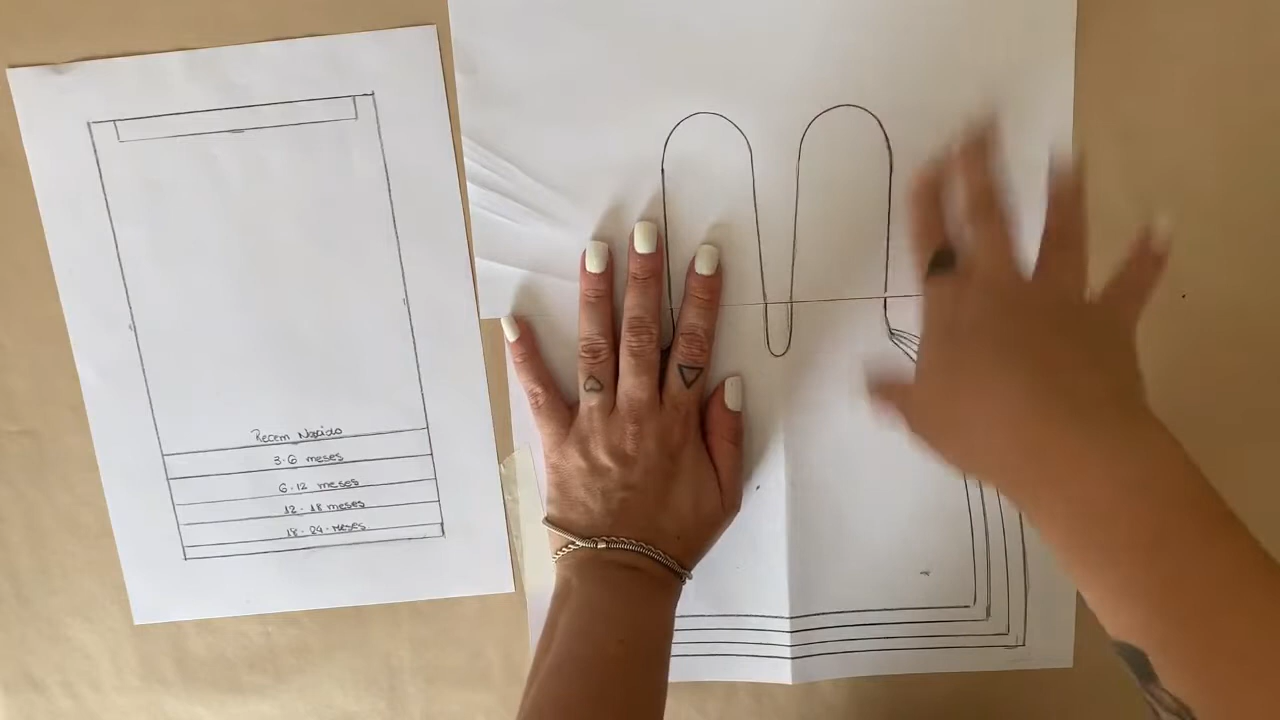 Recem Nascido
3-6 meses
6-12 meses
12-18 meses
18-24-meses